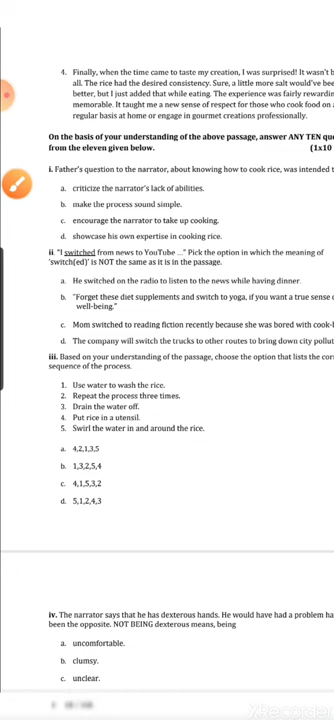 4. Finally, when the time came to taste my creation, I was surprised! It wasn't
all. The rice had the desired consistency. Sure, a little more salt would've
better, but I just added that while eating. The experience was fairly
memorable. It taught me a new sense of respect for those who cook food on
regular basis at home or engage in gourmet creations professionally.
On the basis of your understanding of the above passage, answer ANY TEN
from the eleven given below. (1x10
i. Father's question to the narrator, about knowing how to cook rice, was intended
a. criticize the narrator's lack of abilities.
b. make the process sound simple.
c. encourage the narrator to take up cooking.
d. showcase his own expertise in cooking rice.
ii. "I switched from news to YouTube ..." Pick the option in which the meaning of
'switch(ed)' is NOT the same as it is in the passage.
a. He switched on the radio to listen to the news while having dinner.
b. "Forget these diet supplements and switch to yoga, if you want a true sense
well-being."
c. Mom switched to reading fiction recently because she was bored with
d. The company will switch the trucks to other routes to bring down city
iii. Based on your understanding of the passage, choose the option that lists the
sequence of the process.
1. Use water to wash the rice.
2. Repeat the process three times.
3. Drain the water off.
4. Put rice in a utensil.
5. Swirl the water in and around the rice.
a. 4,2,1,3,5
b. 1,3,2,5,4
c. 4,1,5,3,2
d. 5,1,2,4,3
iv. The narrator says that he has dexterous hands. He would have had a problem
been the opposite. NOT BEING dexterous means, being
a. uncomfortable.
b. clumsy.
c. unclear.